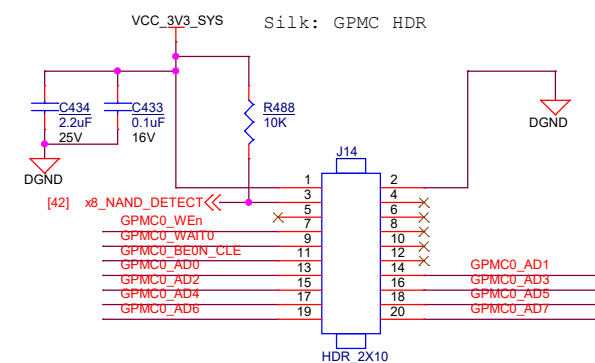 VCC_3V3_SYS
Silk: GPMC HDR
C434
2.2uF
25V
C433
0.1uF
16V
R488
10K
DGND
DGND
J14
[42] x8_NAND_DETECT
1 2
3 4
5 6
GPMC0_WEn 7 8
GPMC0_WAIT0 9 10
GPMC0_BE0N_CLE 11 12
GPMC0_AD0 13 14 GPMC0_AD1
GPMC0_AD2 15 16 GPMC0_AD3
GPMC0_AD4 17 18 GPMC0_AD5
GPMC0_AD6 19 20 GPMC0_AD7
HDR_2X10